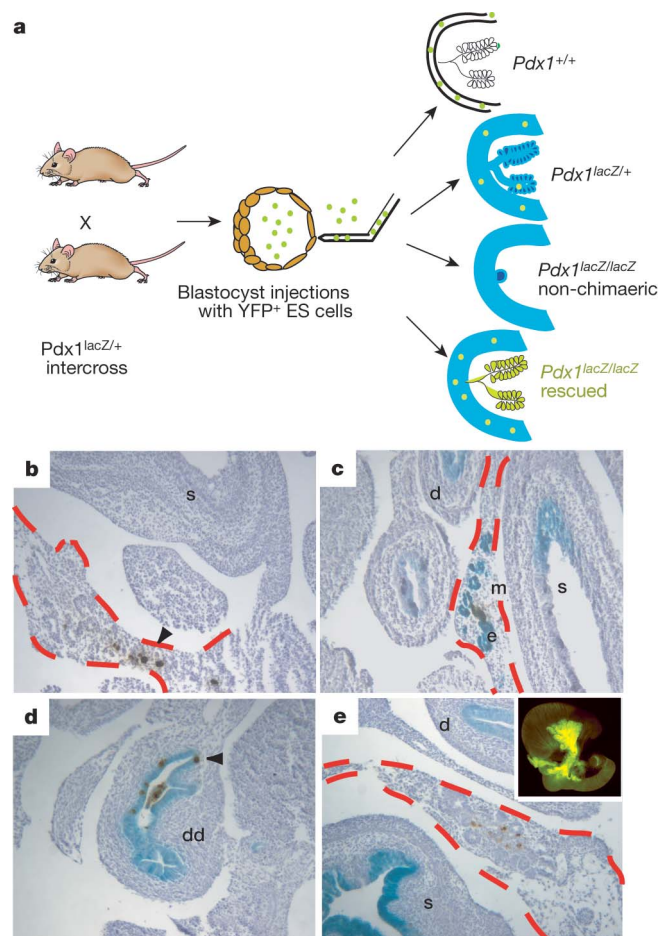 a
Pdx1+/+
Pdx1lacZ/+
X
Pdx1lacZ/lacZ
non-chimaeric
Blastocyst injections
with YFP+ ES cells
Pdx1lacZ/+
intercross
Pdx1lacZ/lacZ
rescued
b
s
c
d
m
s
e
d
dd
e
d
s